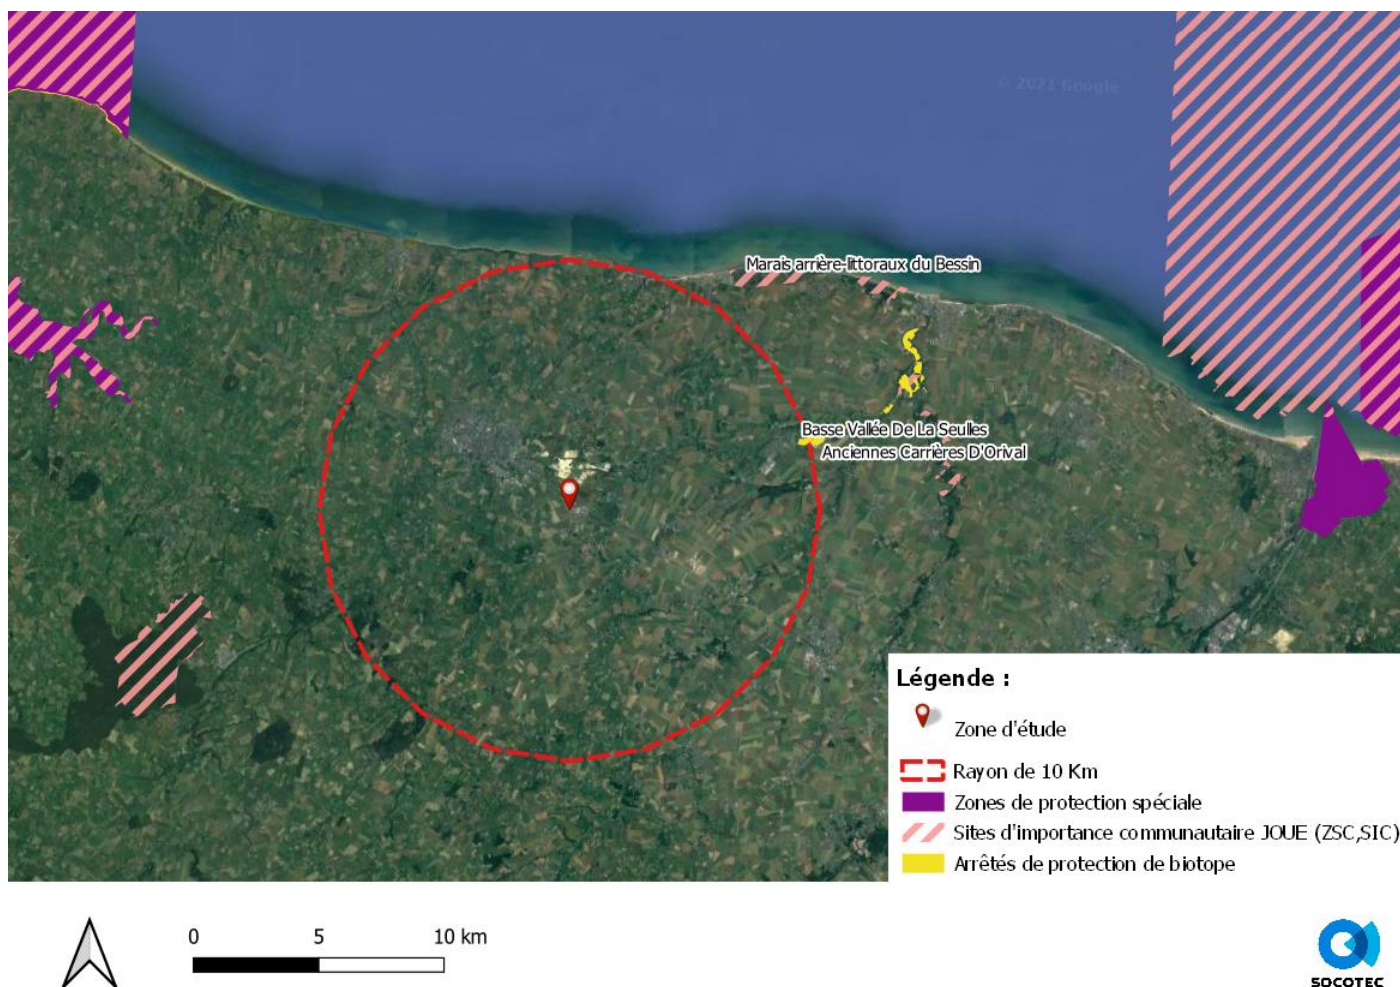 © 2021 Google
Marais arrière-littoraux du Bessin
Basse Vallée De La Seulles
Anciennes Carrières D'Orival
Légende :
Zone d'étude
Rayon de 10 Km
Zones de protection spéciale
Sites d'importance communautaire JOUE (ZSC,SIC)
Arrêtés de protection de biotope
0 5 10 km
SOCOTEC